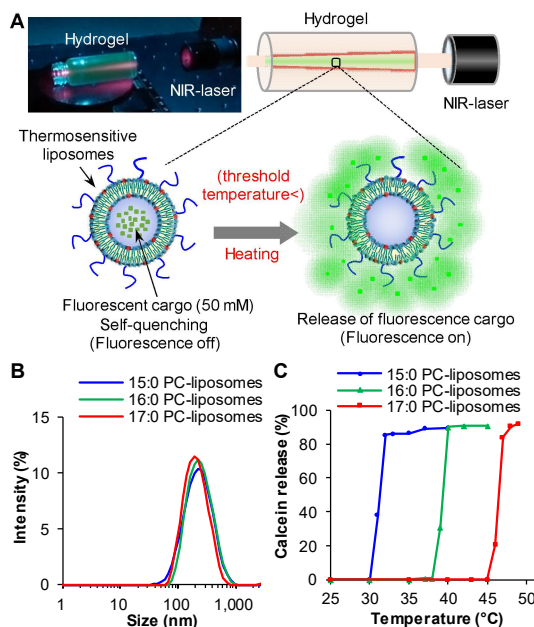 A
Hydrogel
NIR-laser
Hydrogel
NIR-laser
Thermosensitive
liposomes
(threshold
temperature<)
Heating
Fluorescent cargo (50 mM)
Self-quenching
(Fluorescence off)
Release of fluorescence cargo
(Fluorescence on)
B
15:0 PC-liposomes
16:0 PC-liposomes
17:0 PC-liposomes
Intensity (%)
15
10
5
0
1 10 100 1,000
Size (nm)
C
15:0 PC-liposomes
16:0 PC-liposomes
17:0 PC-liposomes
Calcein release (%)
100
80
60
40
20
0
25 30 35 40 45 50
Temperature (°C)